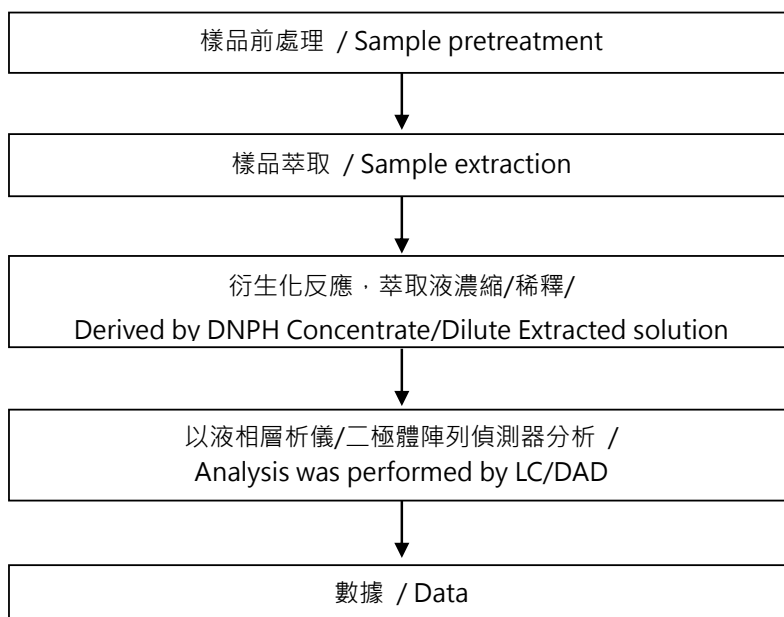 樣品前處理 / Sample pretreatment
樣品萃取 / Sample extraction
衍生化反應，萃取液濃縮/稀釋/
Derived by DNPH Concentrate/Dilute Extracted solution
以液相層析儀/二極體陣列偵測器分析 /
Analysis was performed by LC/DAD
數據 / Data